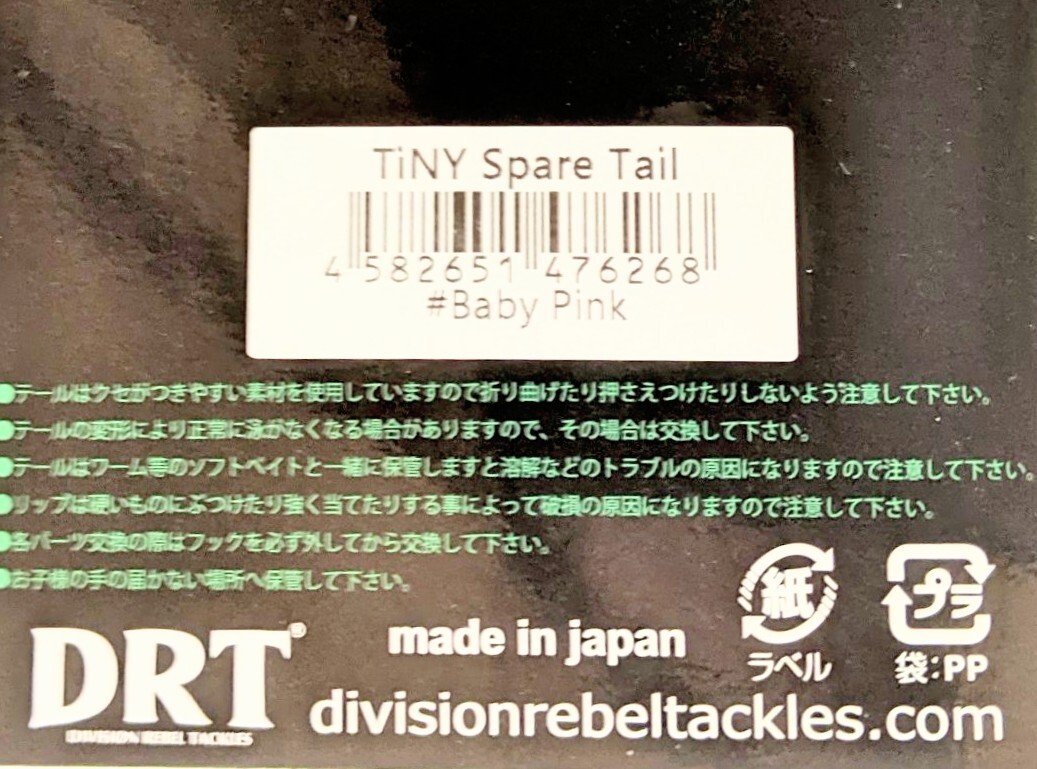 TiNY Spare Tail
4 582651 476268
#Baby Pink
●テールはクセがつきやすい素材を使用していますので折り曲げたり押さえつけたりしないよう注意して下さい。
●テールの変形により正常に泳がなくなる場合がありますので、その場合は交換して下さい。
●テールはワーム等のソフトベイトと一緒に保管しますと溶解などのトラブルの原因になりますので注意して下さい。
●リップは硬いものにぶつけたり強く当てたりする事によって破損の原因になりますので注意して下さい。
●各パーツ交換の際はフックを必ず外してから交換して下さい。
●お子様の手の届かない場所へ保管して下さい。
DRT®
DIVISION REBEL TACKLES
made in japan
紙
ラベル
プラ
袋:PP
divisionrebeltackles.com